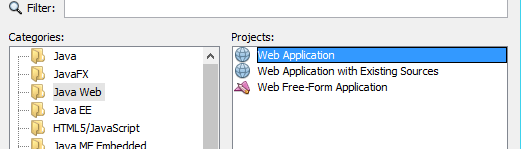 Filter:
Categories:
Projects:
Java
JavaFX
Java Web
Java EE
HTML5/JavaScript
Java ME Embedded
Web Application
Web Application with Existing Sources
Web Free-Form Application